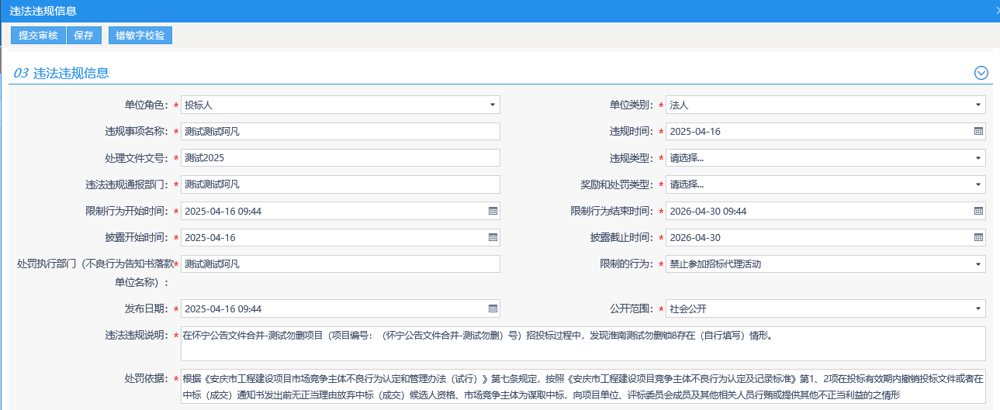 违法违规信息
提交审核 保存 错敏字校验
03 违法违规信息
单位角色：* 投标人 单位类别：* 法人
违规事项名称：* 测试测试阿凡 违规时间：* 2025-04-16
处理文件文号：* 测试2025 违规类型：* 请选择...
违法违规通报部门：* 测试测试阿凡 奖励和处罚类型：* 请选择...
限制行为开始时间：* 2025-04-16 09:44 限制行为结束时间：* 2026-04-30 09:44
披露开始时间：* 2025-04-16 披露截止时间：* 2026-04-30
处罚执行部门（不良行为告知书落款* 测试测试阿凡 限制的行为：* 禁止参加招标代理活动
单位名称）：
发布日期：* 2025-04-16 09:44 公开范围：* 社会公开
违法违规说明：* 在怀宁公告文件合并-测试勿删项目（项目编号：（怀宁公告文件合并-测试勿删）号）招投标过程中，发现淮南测试勿删锁8存在（自行填写）情形。
处罚依据：* 根据《安庆市工程建设项目市场竞争主体不良行为认定和管理办法（试行）》第七条规定，按照《安庆市工程建设项目竞争主体不良行为认定及记录标准》第1、2项在投标有效期内撤销投标文件或者在
中标（成交）通知书发出前无正当理由放弃中标（成交）候选人资格、市场竞争主体为谋取中标，向项目单位、评标委员会成员及其他相关人员行贿或提供其他不正当利益的之情形